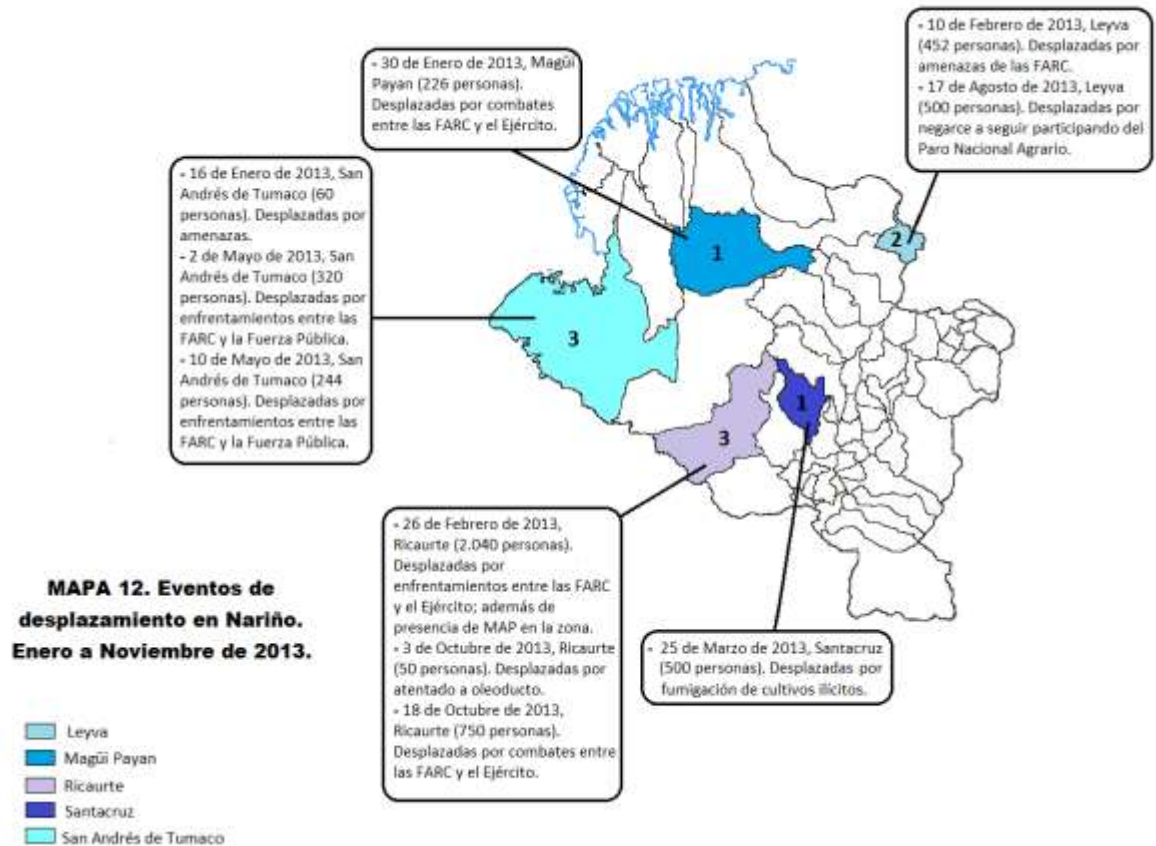 - 30 de Enero de 2013, Magüi
Payan (226 personas).
Desplazadas por combates
entre las FARC y el Ejército.
- 10 de Febrero de 2013, Leyva
(452 personas). Desplazadas por
amenazas de las FARC.
- 17 de Agosto de 2013, Leyva
(500 personas). Desplazadas por
negarce a seguir participando del
Paro Nacional Agrario.
- 16 de Enero de 2013, San
Andrés de Tumaco (60
personas). Desplazadas por
amenazas.
- 2 de Mayo de 2013, San
Andrés de Tumaco (320
personas). Desplazadas por
enfrentamientos entre las
FARC y la Fuerza Pública.
- 10 de Mayo de 2013, San
Andrés de Tumaco (244
personas). Desplazadas por
enfrentamientos entre las
FARC y la Fuerza Pública.
2
1
3
1
3
- 26 de Febrero de 2013,
Ricaurte (2.040 personas).
Desplazadas por
enfrentamientos entre las FARC
y el Ejército; además de
presencia de MAP en la zona.
- 3 de Octubre de 2013, Ricaurte
(50 personas). Desplazadas por
atentado a oleoducto.
- 18 de Octubre de 2013,
Ricaurte (750 personas).
Desplazadas por combates entre
las FARC y el Ejército.
- 25 de Marzo de 2013, Santacruz
(500 personas). Desplazadas por
fumigación de cultivos ilícitos.
MAPA 12. Eventos de
desplazamiento en Nariño.
Enero a Noviembre de 2013.
Leyva
Magüi Payan
Ricaurte
Santacruz
San Andrés de Tumaco